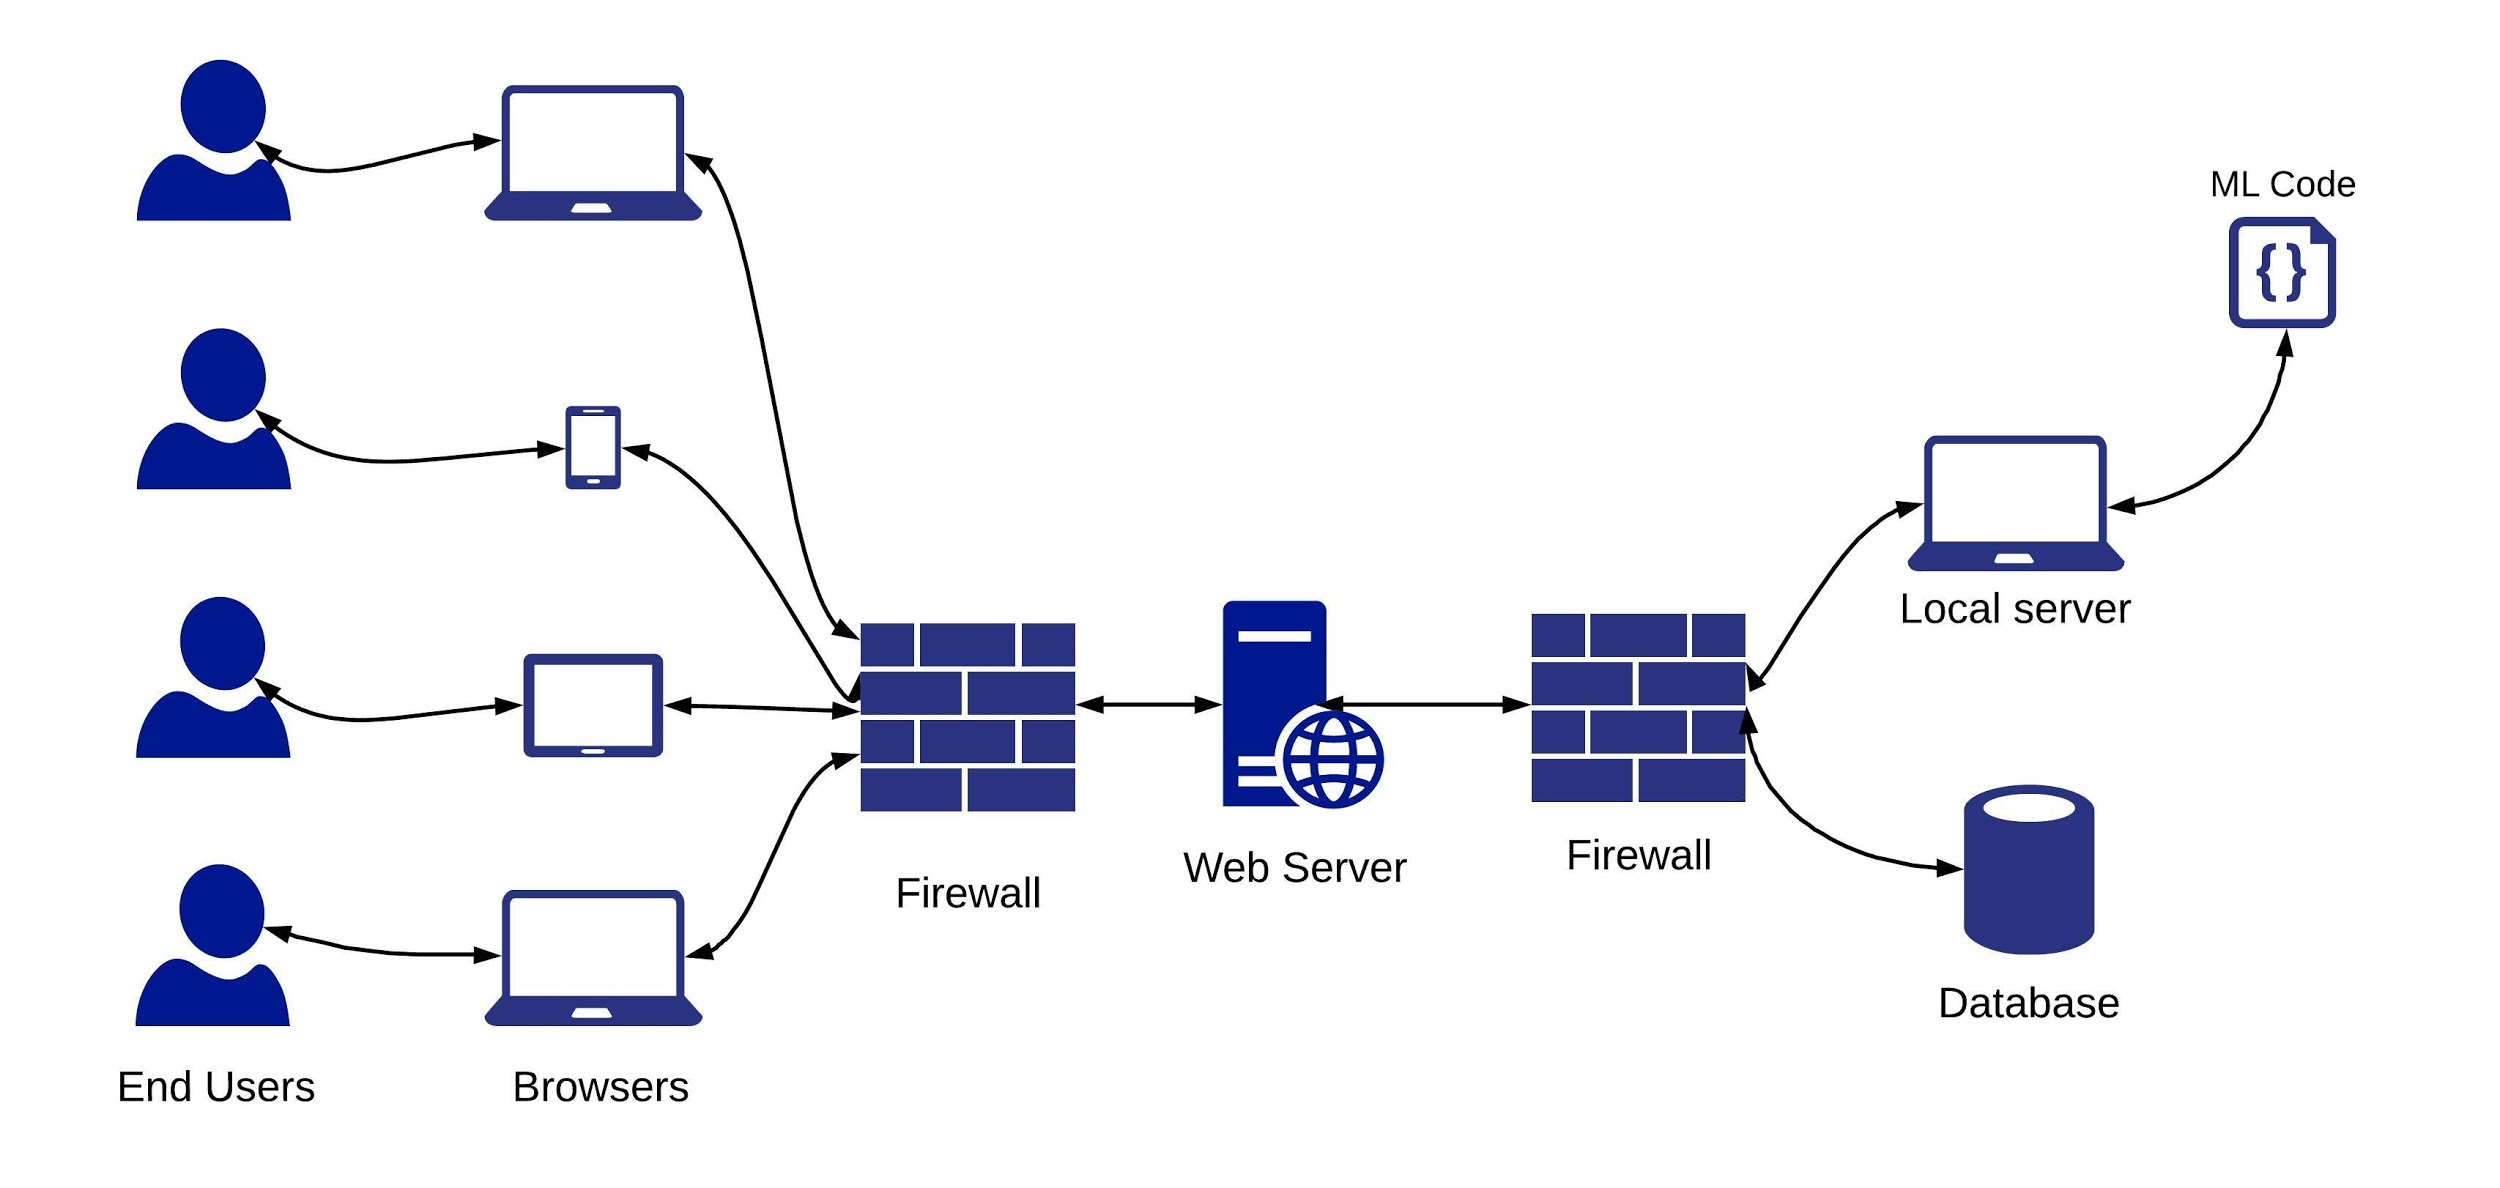 ML Code
{}
Local server
Web Server
Firewall
Firewall
Database
End Users
Browsers